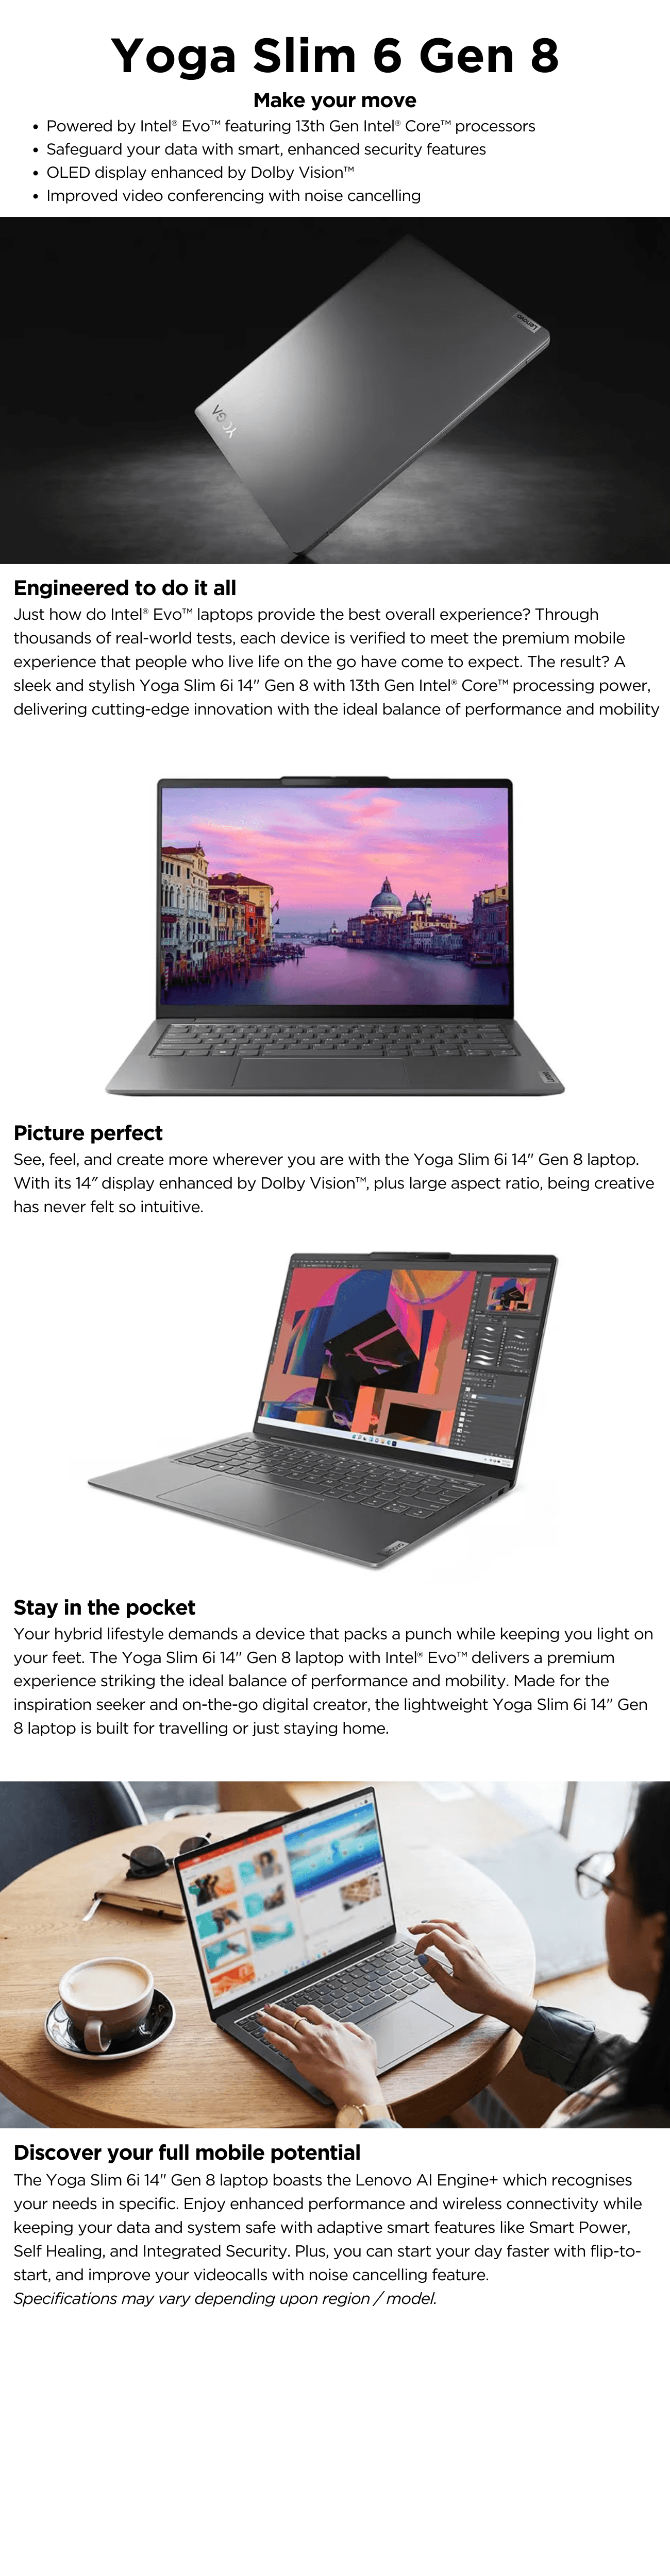 Yoga Slim 6 Gen 8
Make your move
• Powered by Intel® Evo™ featuring 13th Gen Intel® Core™ processors
• Safeguard your data with smart, enhanced security features
• OLED display enhanced by Dolby Vision™
• Improved video conferencing with noise cancelling
Lenovo
YOGA
Engineered to do it all
Just how do Intel® Evo™ laptops provide the best overall experience? Through
thousands of real-world tests, each device is verified to meet the premium mobile
experience that people who live life on the go have come to expect. The result? A
sleek and stylish Yoga Slim 6i 14" Gen 8 with 13th Gen Intel® Core™ processing power,
delivering cutting-edge innovation with the ideal balance of performance and mobility
Picture perfect
See, feel, and create more wherever you are with the Yoga Slim 6i 14" Gen 8 laptop.
With its 14″ display enhanced by Dolby Vision™, plus large aspect ratio, being creative
has never felt so intuitive.
Stay in the pocket
Your hybrid lifestyle demands a device that packs a punch while keeping you light on
your feet. The Yoga Slim 6i 14" Gen 8 laptop with Intel® Evo™ delivers a premium
experience striking the ideal balance of performance and mobility. Made for the
inspiration seeker and on-the-go digital creator, the lightweight Yoga Slim 6i 14" Gen
8 laptop is built for travelling or just staying home.
Discover your full mobile potential
The Yoga Slim 6i 14" Gen 8 laptop boasts the Lenovo AI Engine+ which recognises
your needs in specific. Enjoy enhanced performance and wireless connectivity while
keeping your data and system safe with adaptive smart features like Smart Power,
Self Healing, and Integrated Security. Plus, you can start your day faster with flip-to-
start, and improve your videocalls with noise cancelling feature.
Specifications may vary depending upon region / model.